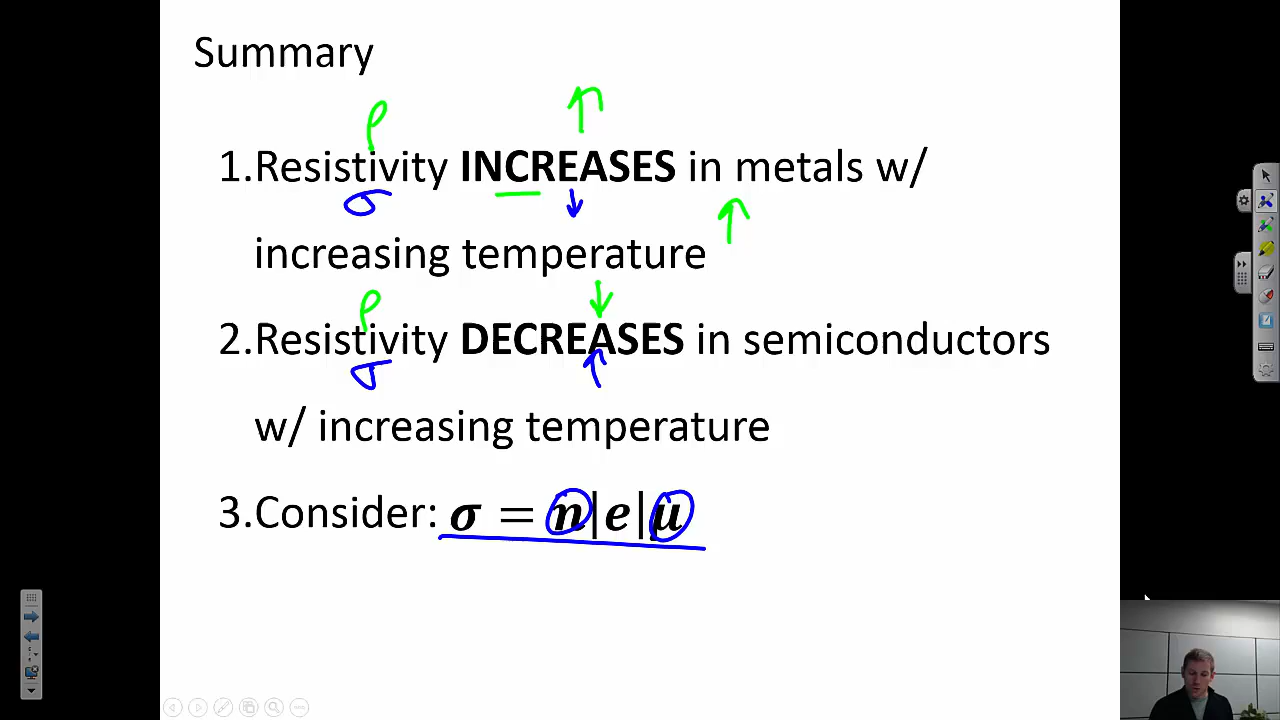 Summary
ρ ↑
1.Resistivity INCREASES in metals w/
σ ↓ ↑
increasing temperature
ρ ↓
2.Resistivity DECREASES in semiconductors
σ ↑
w/ increasing temperature
3.Consider: σ = n|e|μ